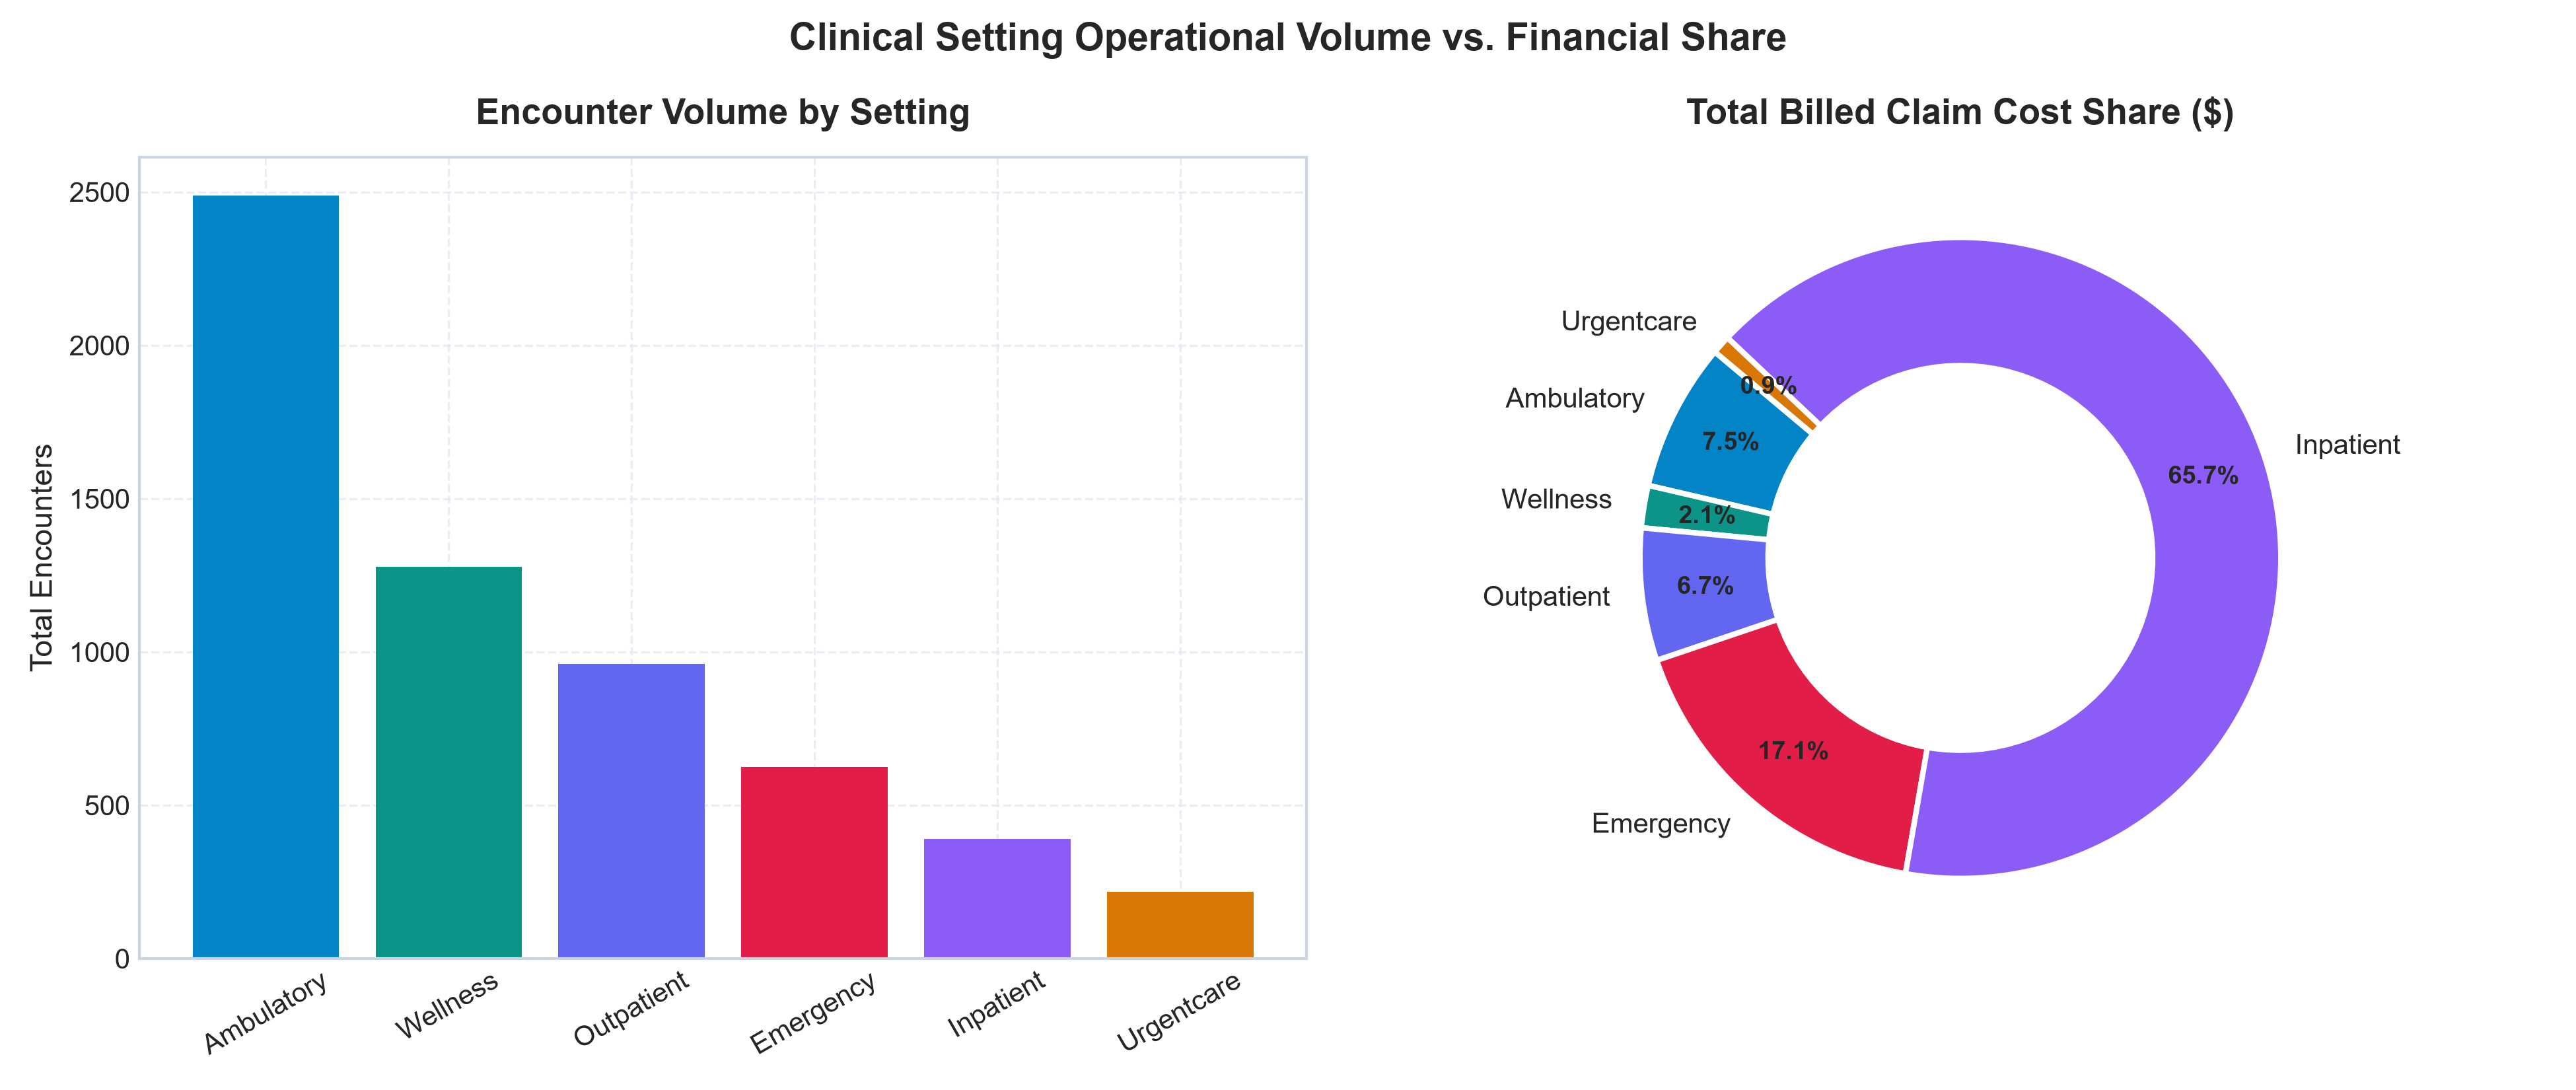 Clinical Setting Operational Volume vs. Financial Share
Encounter Volume by Setting
Total Encounters
2500
2000
1500
1000
500
0
Ambulatory
Wellness
Outpatient
Emergency
Inpatient
Urgentcare
Total Billed Claim Cost Share ($)
Urgentcare
0.9%
Ambulatory
7.5%
Wellness
2.1%
Outpatient
6.7%
Emergency
17.1%
Inpatient
65.7%